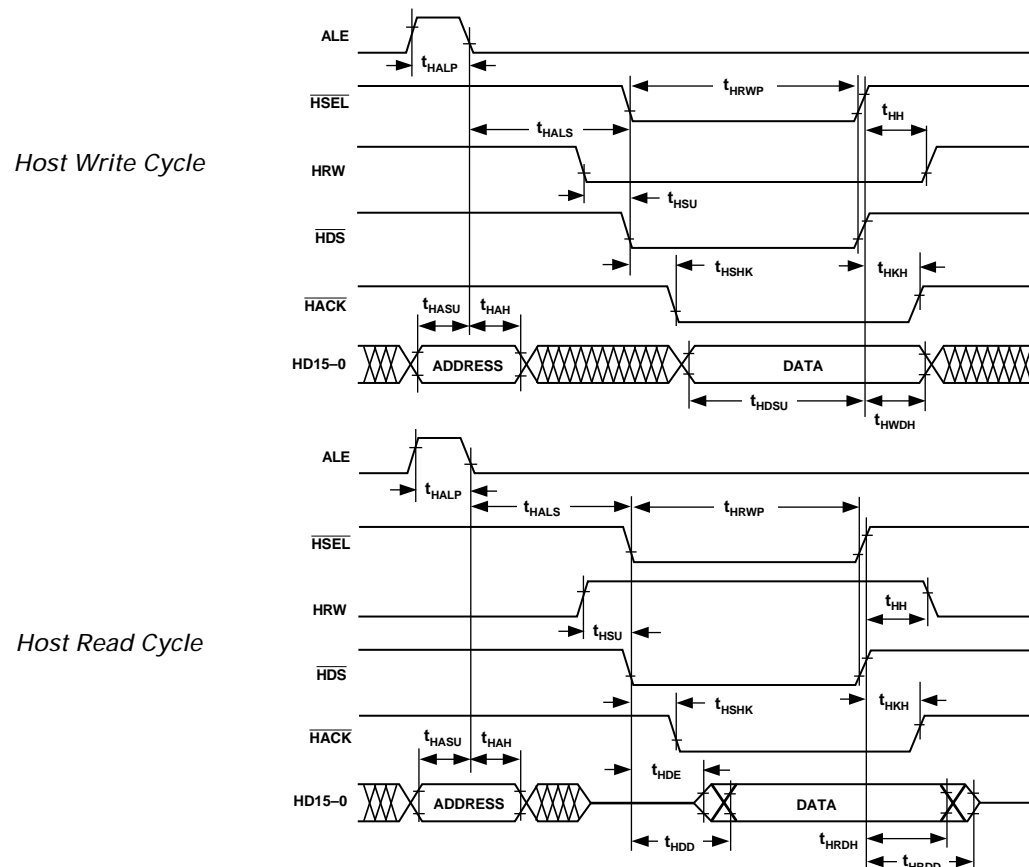 ALE
tHALP
HSEL
tHRWP
tHALS
tHH
Host Write Cycle
HRW
tHSU
HDS
tHSHK
tHKH
HACK
tHASU tHAH
HD15–0 ADDRESS DATA
tHDSU tHWDH
ALE
tHALP
tHALS tHRWP
HSEL
HRW
tHH
Host Read Cycle
tHSU
HDS
tHSHK
tHKH
HACK
tHASU tHAH
tHDE
HD15–0 ADDRESS DATA
tHDD tHRDH
tHRDD